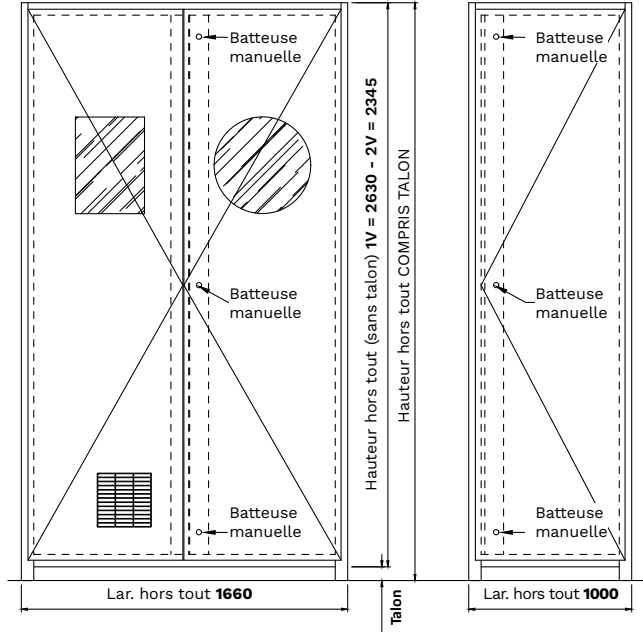 Batteuse
manuelle
Batteuse
manuelle
Batteuse
manuelle
Hauteur hors tout (sans talon) 1V = 2630 - 2V = 2345
Hauteur hors tout COMPRIS TALON
Batteuse
manuelle
Batteuse
manuelle
Batteuse
manuelle
Lar. hors tout 1660
Talon
Lar. hors tout 1000